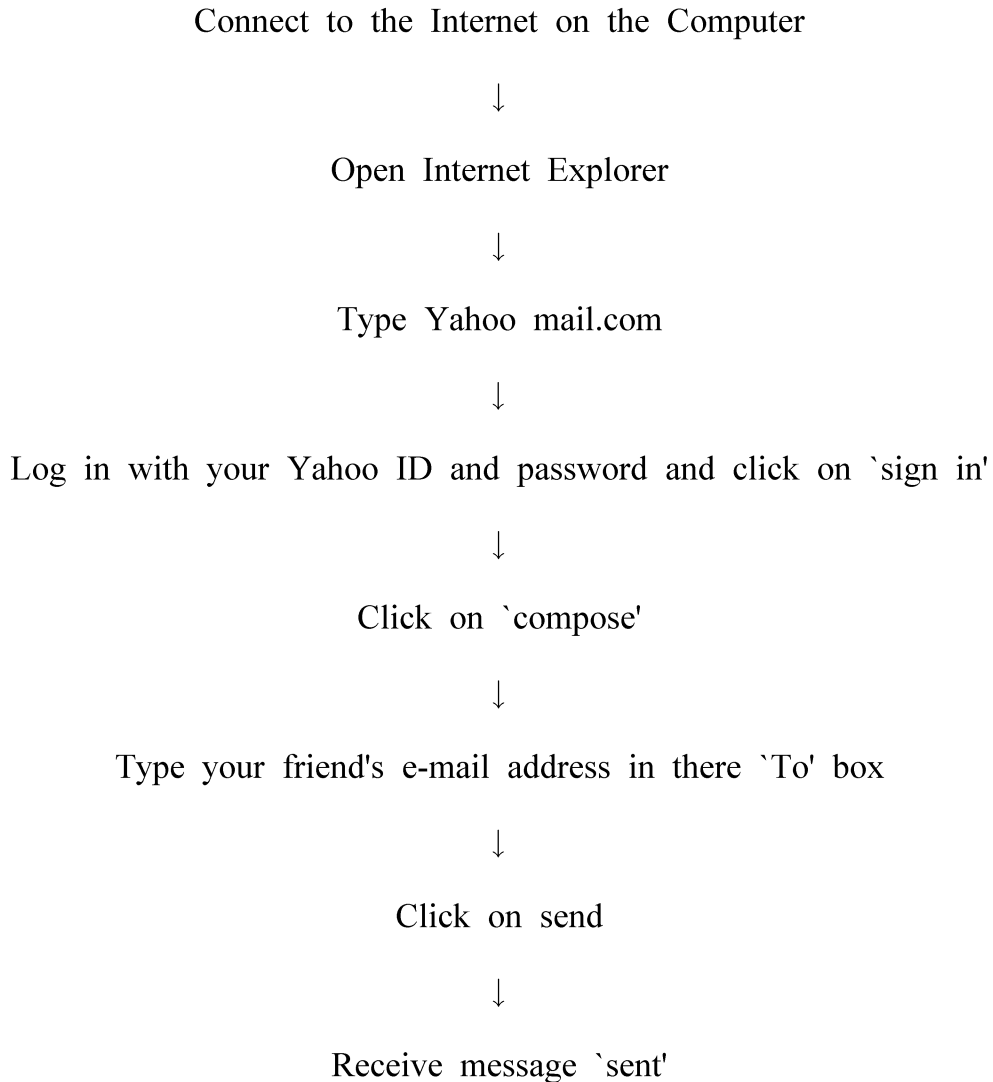 Connect to the Internet on the Computer
↓
Open Internet Explorer
↓
Type Yahoo mail.com
↓
Log in with your Yahoo ID and password and click on `sign in'
↓
Click on `compose'
↓
Type your friend's e-mail address in there `To' box
↓
Click on send
↓
Receive message `sent'